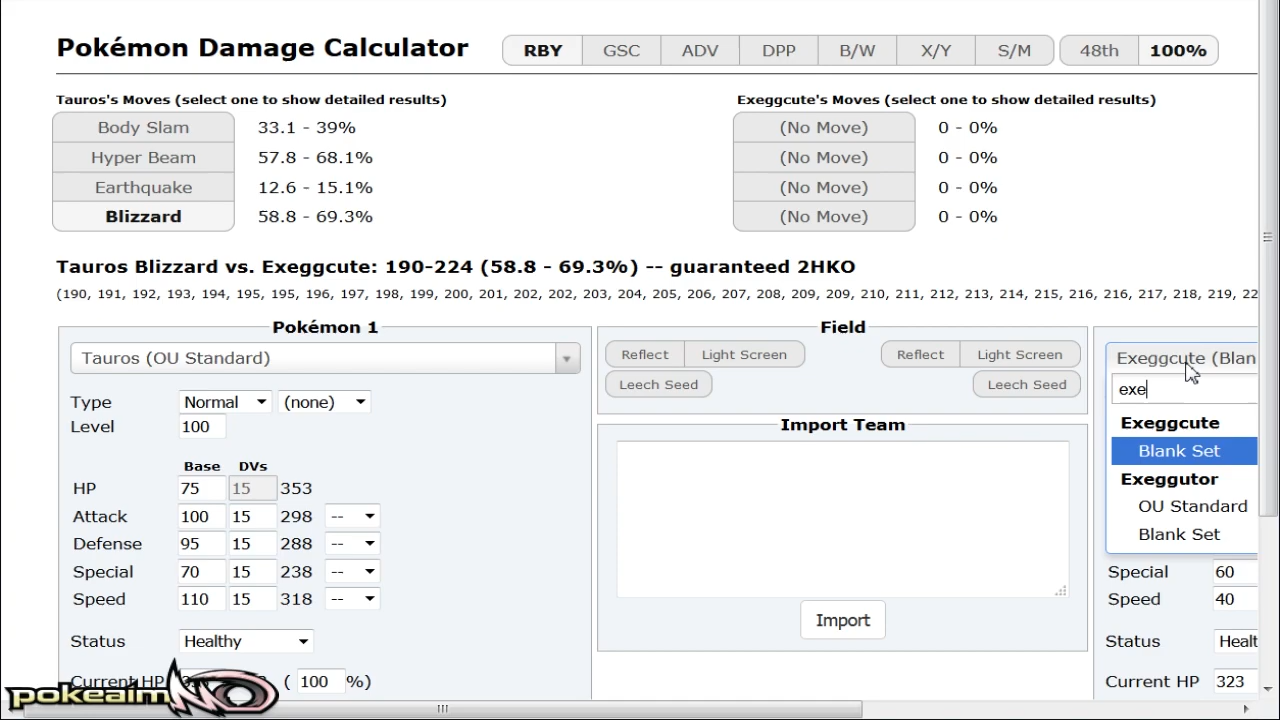 Pokémon Damage Calculator RBY GSC ADV DPP B/W X/Y S/M 48th 100%
Tauros's Moves (select one to show detailed results) Exeggcute's Moves (select one to show detailed results)
Body Slam 33.1 - 39% (No Move) 0 - 0%
Hyper Beam 57.8 - 68.1% (No Move) 0 - 0%
Earthquake 12.6 - 15.1% (No Move) 0 - 0%
Blizzard 58.8 - 69.3% (No Move) 0 - 0%
Tauros Blizzard vs. Exeggcute: 190-224 (58.8 - 69.3%) -- guaranteed 2HKO
(190, 191, 192, 193, 194, 195, 195, 196, 197, 198, 199, 200, 201, 202, 202, 203, 204, 205, 206, 207, 208, 209, 209, 210, 211, 212, 213, 214, 215, 216, 216, 217, 218, 219, 22
Pokémon 1
Tauros (OU Standard)
Type Normal (none)
Level 100
Base DVs
HP 75 15 353
Attack 100 15 298 --
Defense 95 15 288 --
Special 70 15 238 --
Speed 110 15 318 --
Status Healthy
Current HP ( 100 %)
Field
Reflect Light Screen Reflect Light Screen
Leech Seed Leech Seed
Import Team
Import
Exeggcute (Blan
exe
Exeggcute
Blank Set
Exeggutor
OU Standard
Blank Set
Special 60
Speed 40
Status Healt
Current HP 323
pokeaimMD